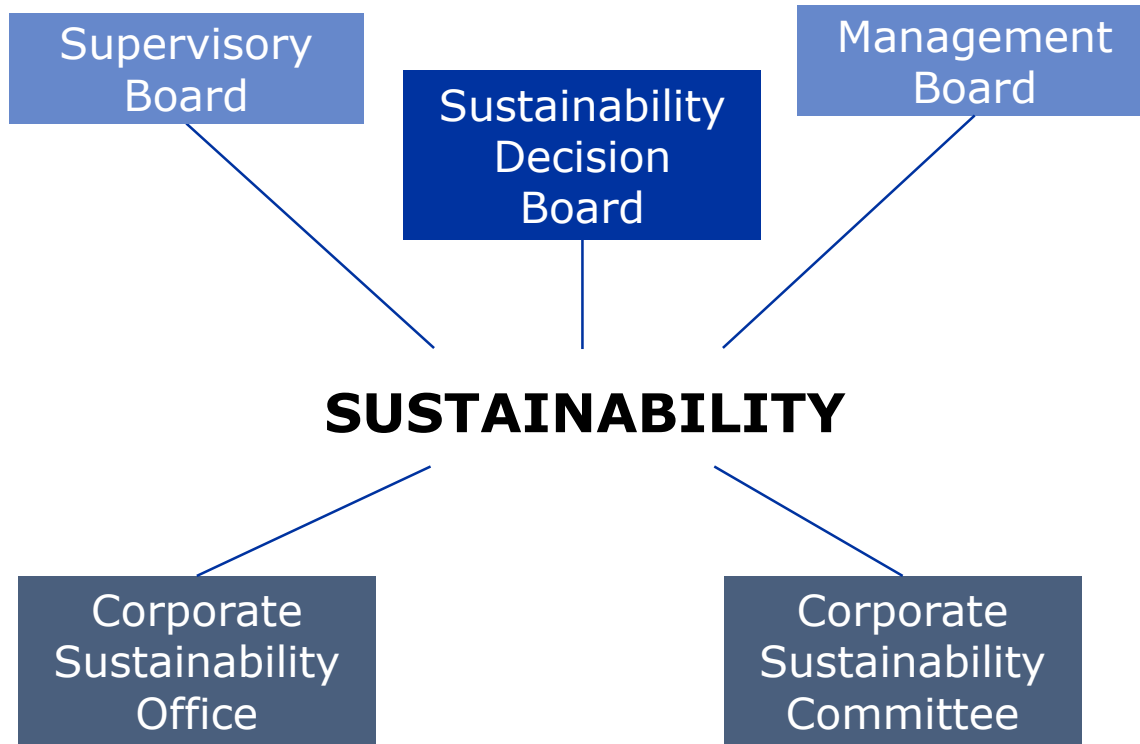 Supervisory
Board
Sustainability
Decision
Board
Management
Board
SUSTAINABILITY
Corporate
Sustainability
Office
Corporate
Sustainability
Committee